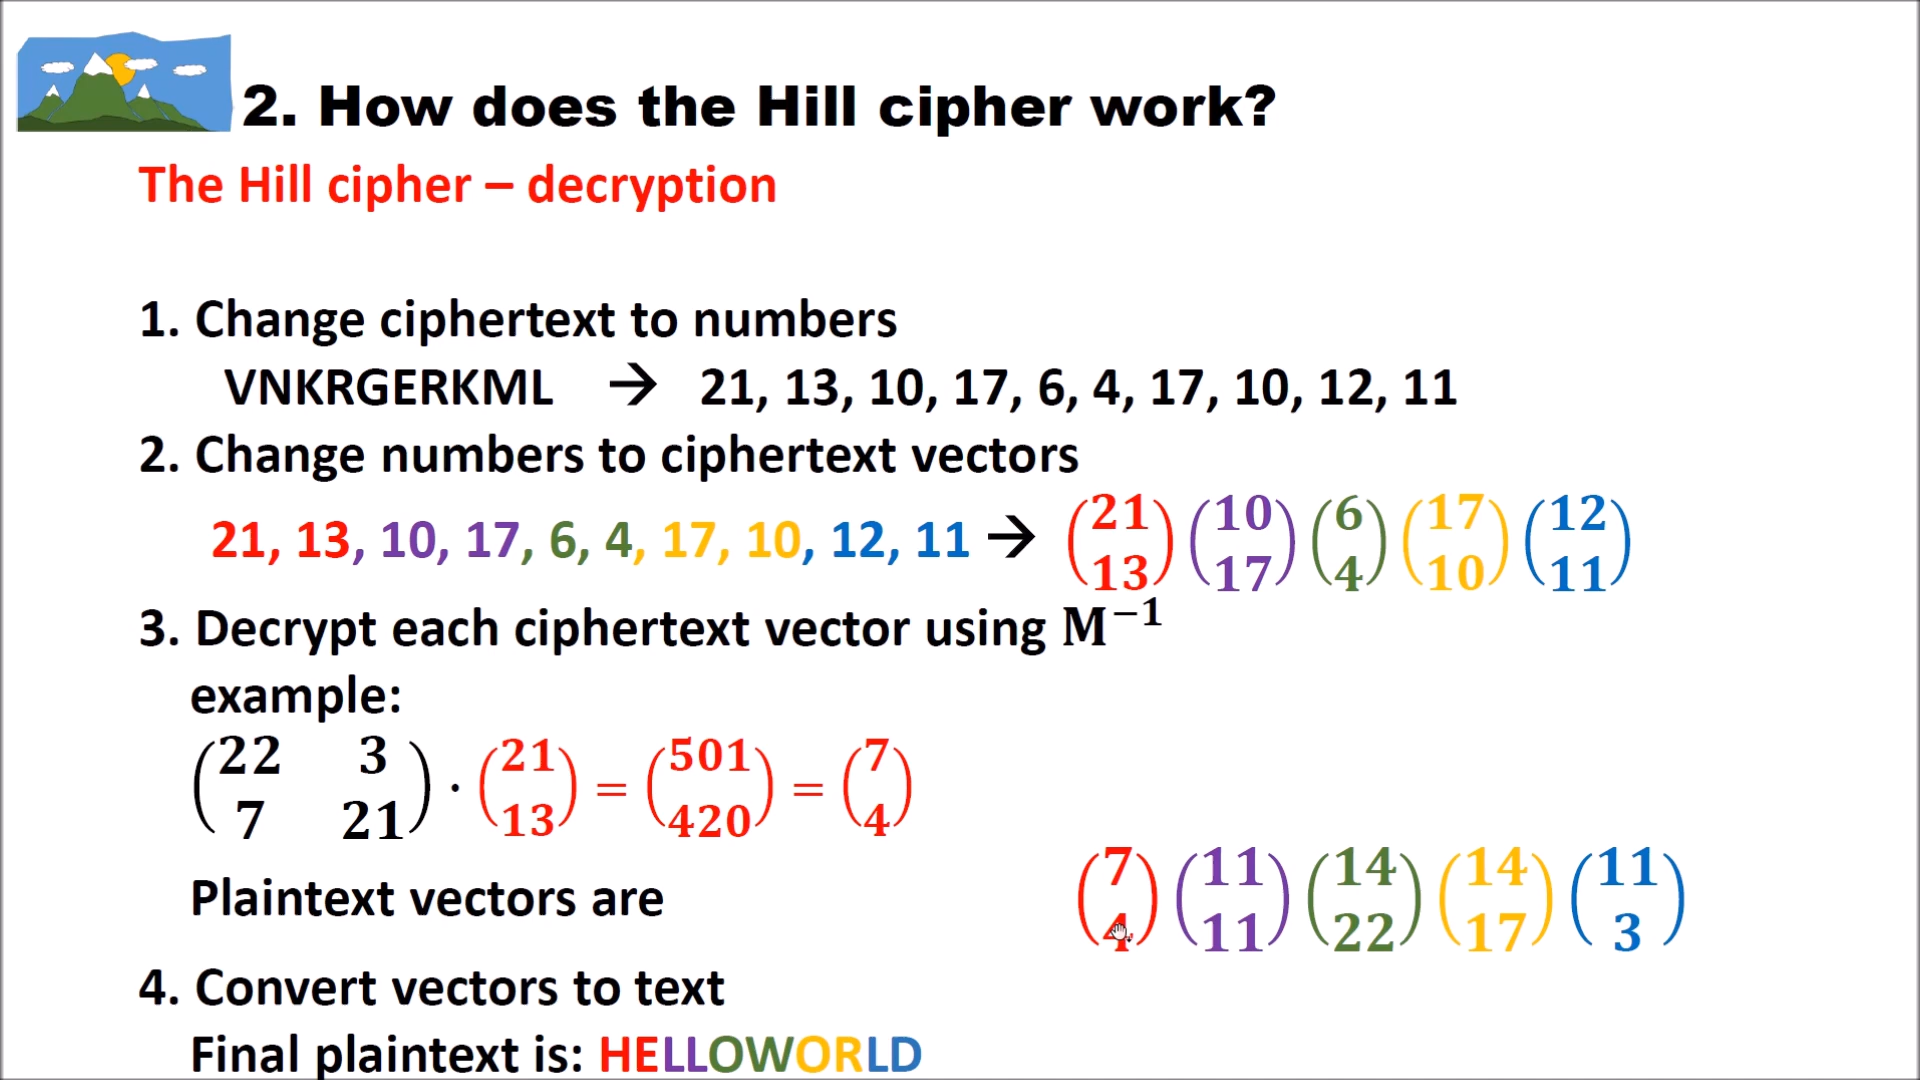 2. How does the Hill cipher work?
The Hill cipher – decryption
1. Change ciphertext to numbers
VNKRGERKML → 21, 13, 10, 17, 6, 4, 17, 10, 12, 11
2. Change numbers to ciphertext vectors
21, 13, 10, 17, 6, 4, 17, 10, 12, 11 → (21 13) (10 17) (6 4) (17 10) (12 11)
3. Decrypt each ciphertext vector using M⁻¹
example:
(22 3 7 21) · (21 13) = (501 420) = (7 4)
Plaintext vectors are (7 4) (11 11) (14 22) (14 17) (11 3)
4. Convert vectors to text
Final plaintext is: HELLOWORLD